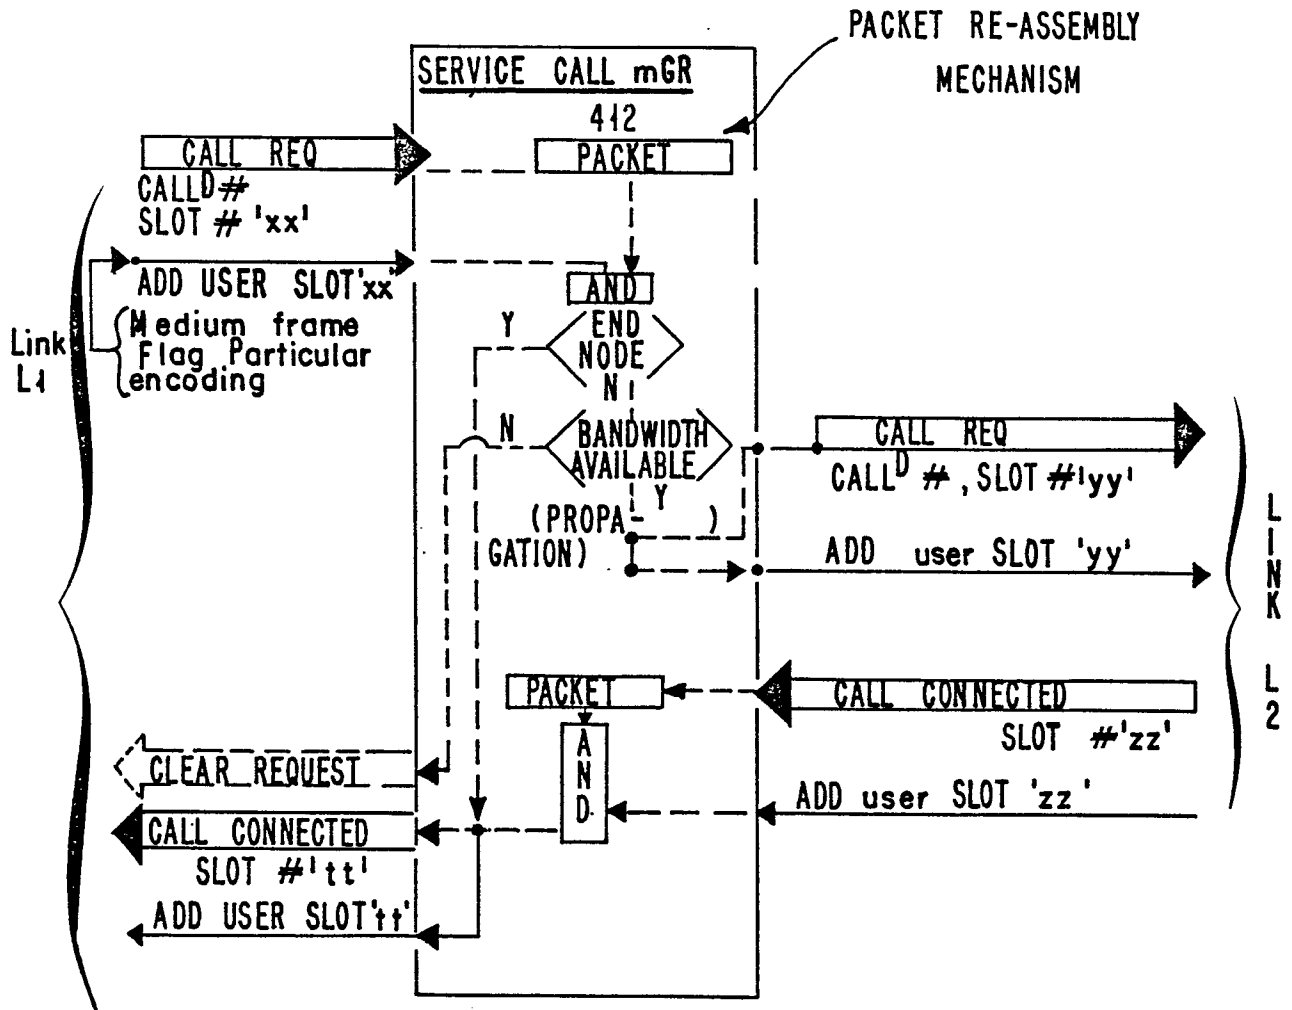 PACKET RE-ASSEMBLY
MECHANISM
SERVICE CALL mGR
412
PACKET
CALL REQ
CALLD #
SLOT # 'xx'
ADD USER SLOT'xx'
Medium frame
Flag Particular
encoding
Link
L1
AND
END
NODE
Y
N
BANDWIDTH
AVAILABLE
N
Y
(PROPA- )
GATION)
CALL REQ
CALLD #, SLOT #'yy'
ADD user SLOT 'yy'
LINK L2
PACKET
CALL CONNECTED
SLOT #'zz'
AND
ADD user SLOT 'zz'
CLEAR REQUEST
CALL CONNECTED
SLOT #'tt'
ADD USER SLOT'tt'